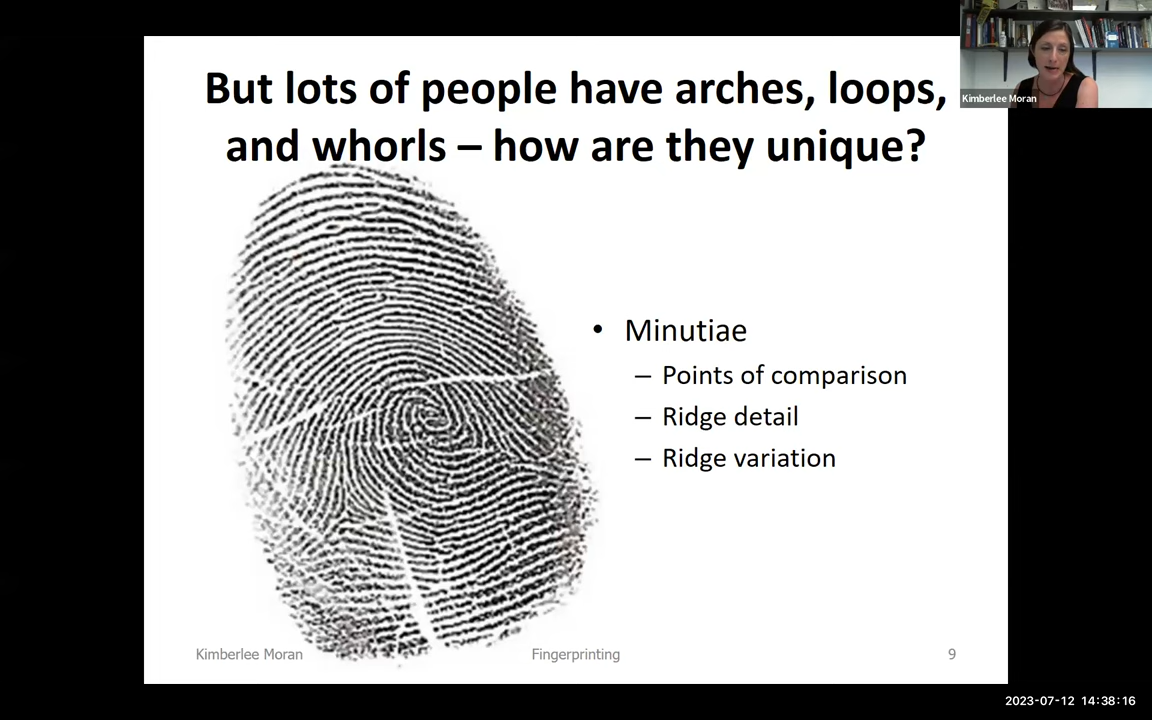 But lots of people have arches, loops,
and whorls – how are they unique?
Kimberlee Moran
• Minutiae
– Points of comparison
– Ridge detail
– Ridge variation
Kimberlee Moran
Fingerprinting
9
2023-07-12 14:38:16